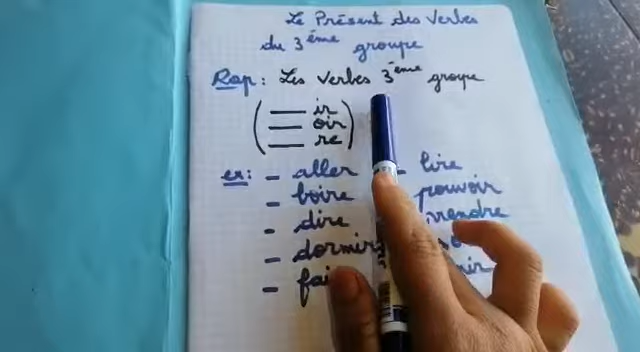 Le Présent des Verbes
du 3ème groupe
Rap: Les verbes 3ème groupe
( — ir
— oir
— re )
ex: - aller - lire
- boire pouvoir
- dire
- dormir